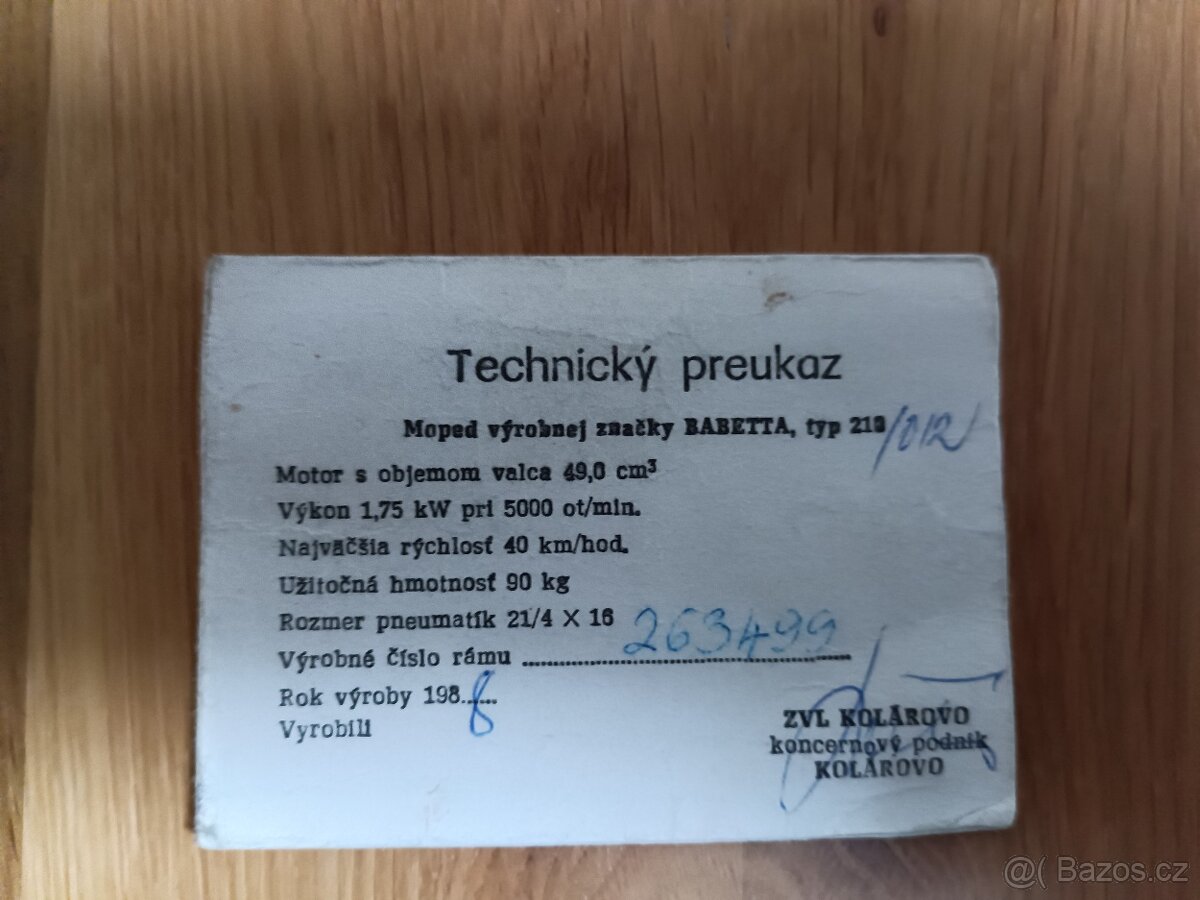 Technický preukaz
Moped výrobnej značky BABETTA, typ 210/012
Motor s objemom valca 49,0 cm³
Výkon 1,75 kW pri 5000 ot/min.
Najväčšia rýchlosť 40 km/hod.
Užitočná hmotnosť 90 kg
Rozmer pneumatík 21/4 X 16
Výrobné číslo rámu 263499
Rok výroby 198 8
Vyrobili
ZVL KOLÁROVO
koncernový podnik
KOLÁROVO
@( Bazos.cz